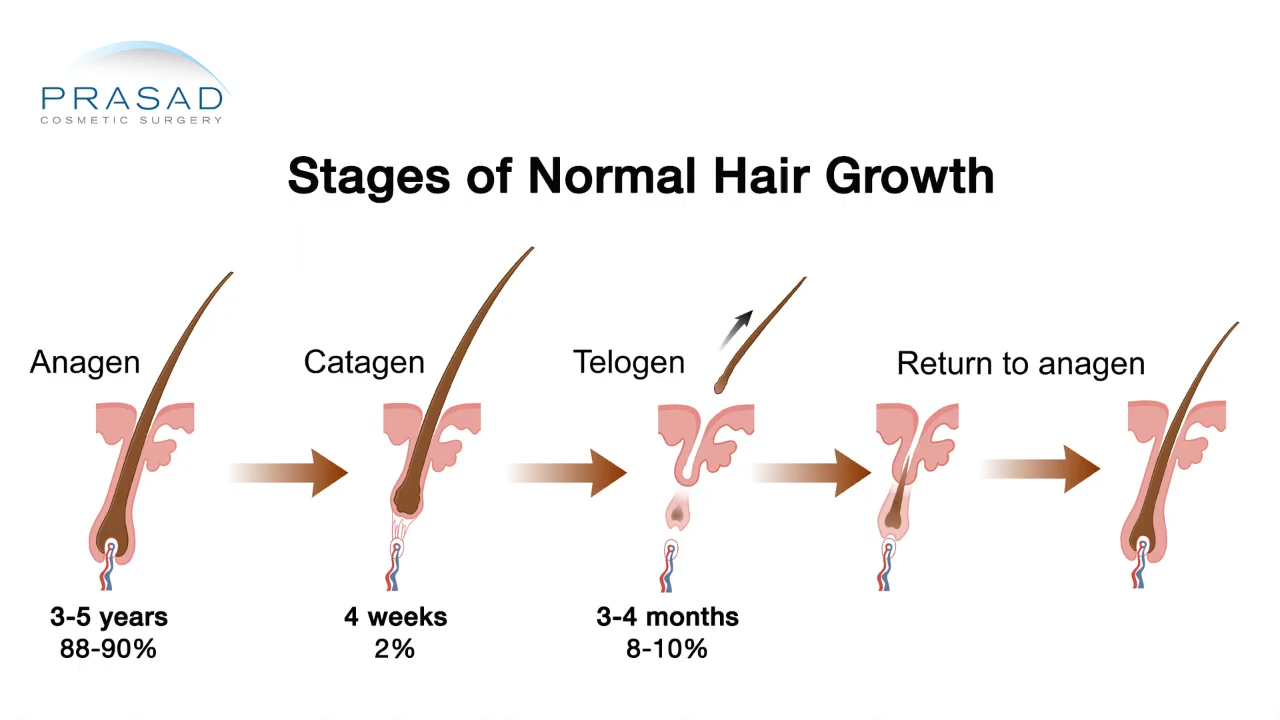 PRASAD
COSMETIC SURGERY
Stages of Normal Hair Growth
Anagen
Catagen
Telogen
Return to anagen
3-5 years
88-90%
4 weeks
2%
3-4 months
8-10%